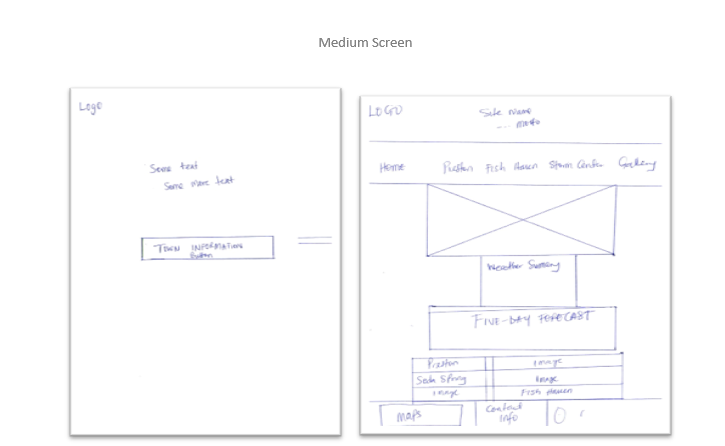 Medium Screen
Logo
Some text
Some more text
TOWN INFORMATION
Button
LOGO
Site Name
... motto
HOME Preston Fish Haven Storm Center Gallery
Weather Summary
FIVE-DAY FORECAST
Preston Image
Soda Spring Image
Image Fish Haven
MAPS Contact
Info